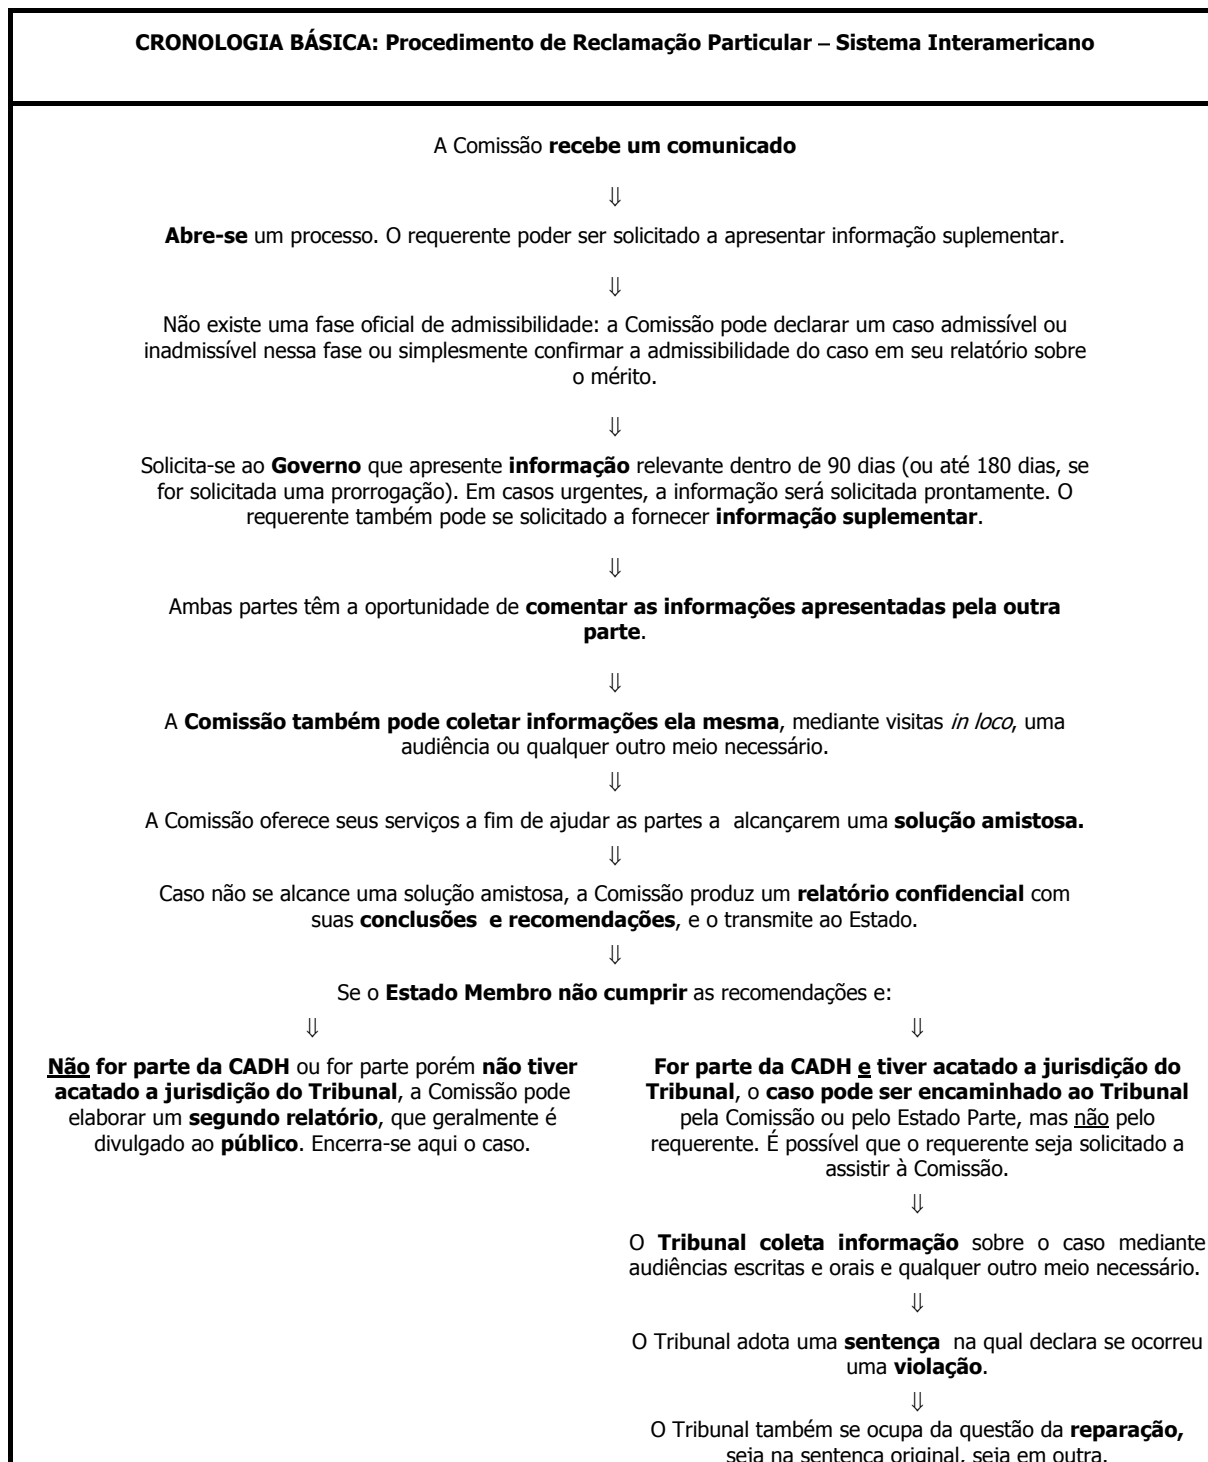 CRONOLOGIA BÁSICA: Procedimento de Reclamação Particular – Sistema Interamericano
A Comissão recebe um comunicado
⇓
Abre-se um processo. O requerente poder ser solicitado a apresentar informação suplementar.
⇓
Não existe uma fase oficial de admissibilidade: a Comissão pode declarar um caso admissível ou
inadmissível nessa fase ou simplesmente confirmar a admissibilidade do caso em seu relatório sobre
o mérito.
⇓
Solicita-se ao Governo que apresente informação relevante dentro de 90 dias (ou até 180 dias, se
for solicitada uma prorrogação). Em casos urgentes, a informação será solicitada prontamente. O
requerente também pode se solicitado a fornecer informação suplementar.
⇓
Ambas partes têm a oportunidade de comentar as informações apresentadas pela outra
parte.
⇓
A Comissão também pode coletar informações ela mesma, mediante visitas in loco, uma
audiência ou qualquer outro meio necessário.
⇓
A Comissão oferece seus serviços a fim de ajudar as partes a alcançarem uma solução amistosa.
⇓
Caso não se alcance uma solução amistosa, a Comissão produz um relatório confidencial com
suas conclusões e recomendações, e o transmite ao Estado.
⇓
Se o Estado Membro não cumprir as recomendações e:
⇓
Não for parte da CADH ou for parte porém não tiver
acatado a jurisdição do Tribunal, a Comissão pode
elaborar um segundo relatório, que geralmente é
divulgado ao público. Encerra-se aqui o caso.
⇓
For parte da CADH e tiver acatado a jurisdição do
Tribunal, o caso pode ser encaminhado ao Tribunal
pela Comissão ou pelo Estado Parte, mas não pelo
requerente. É possível que o requerente seja solicitado a
assistir à Comissão.
⇓
O Tribunal coleta informação sobre o caso mediante
audiências escritas e orais e qualquer outro meio necessário.
⇓
O Tribunal adota uma sentença na qual declara se ocorreu
uma violação.
⇓
O Tribunal também se ocupa da questão da reparação,
seja na sentença original, seja em outra.